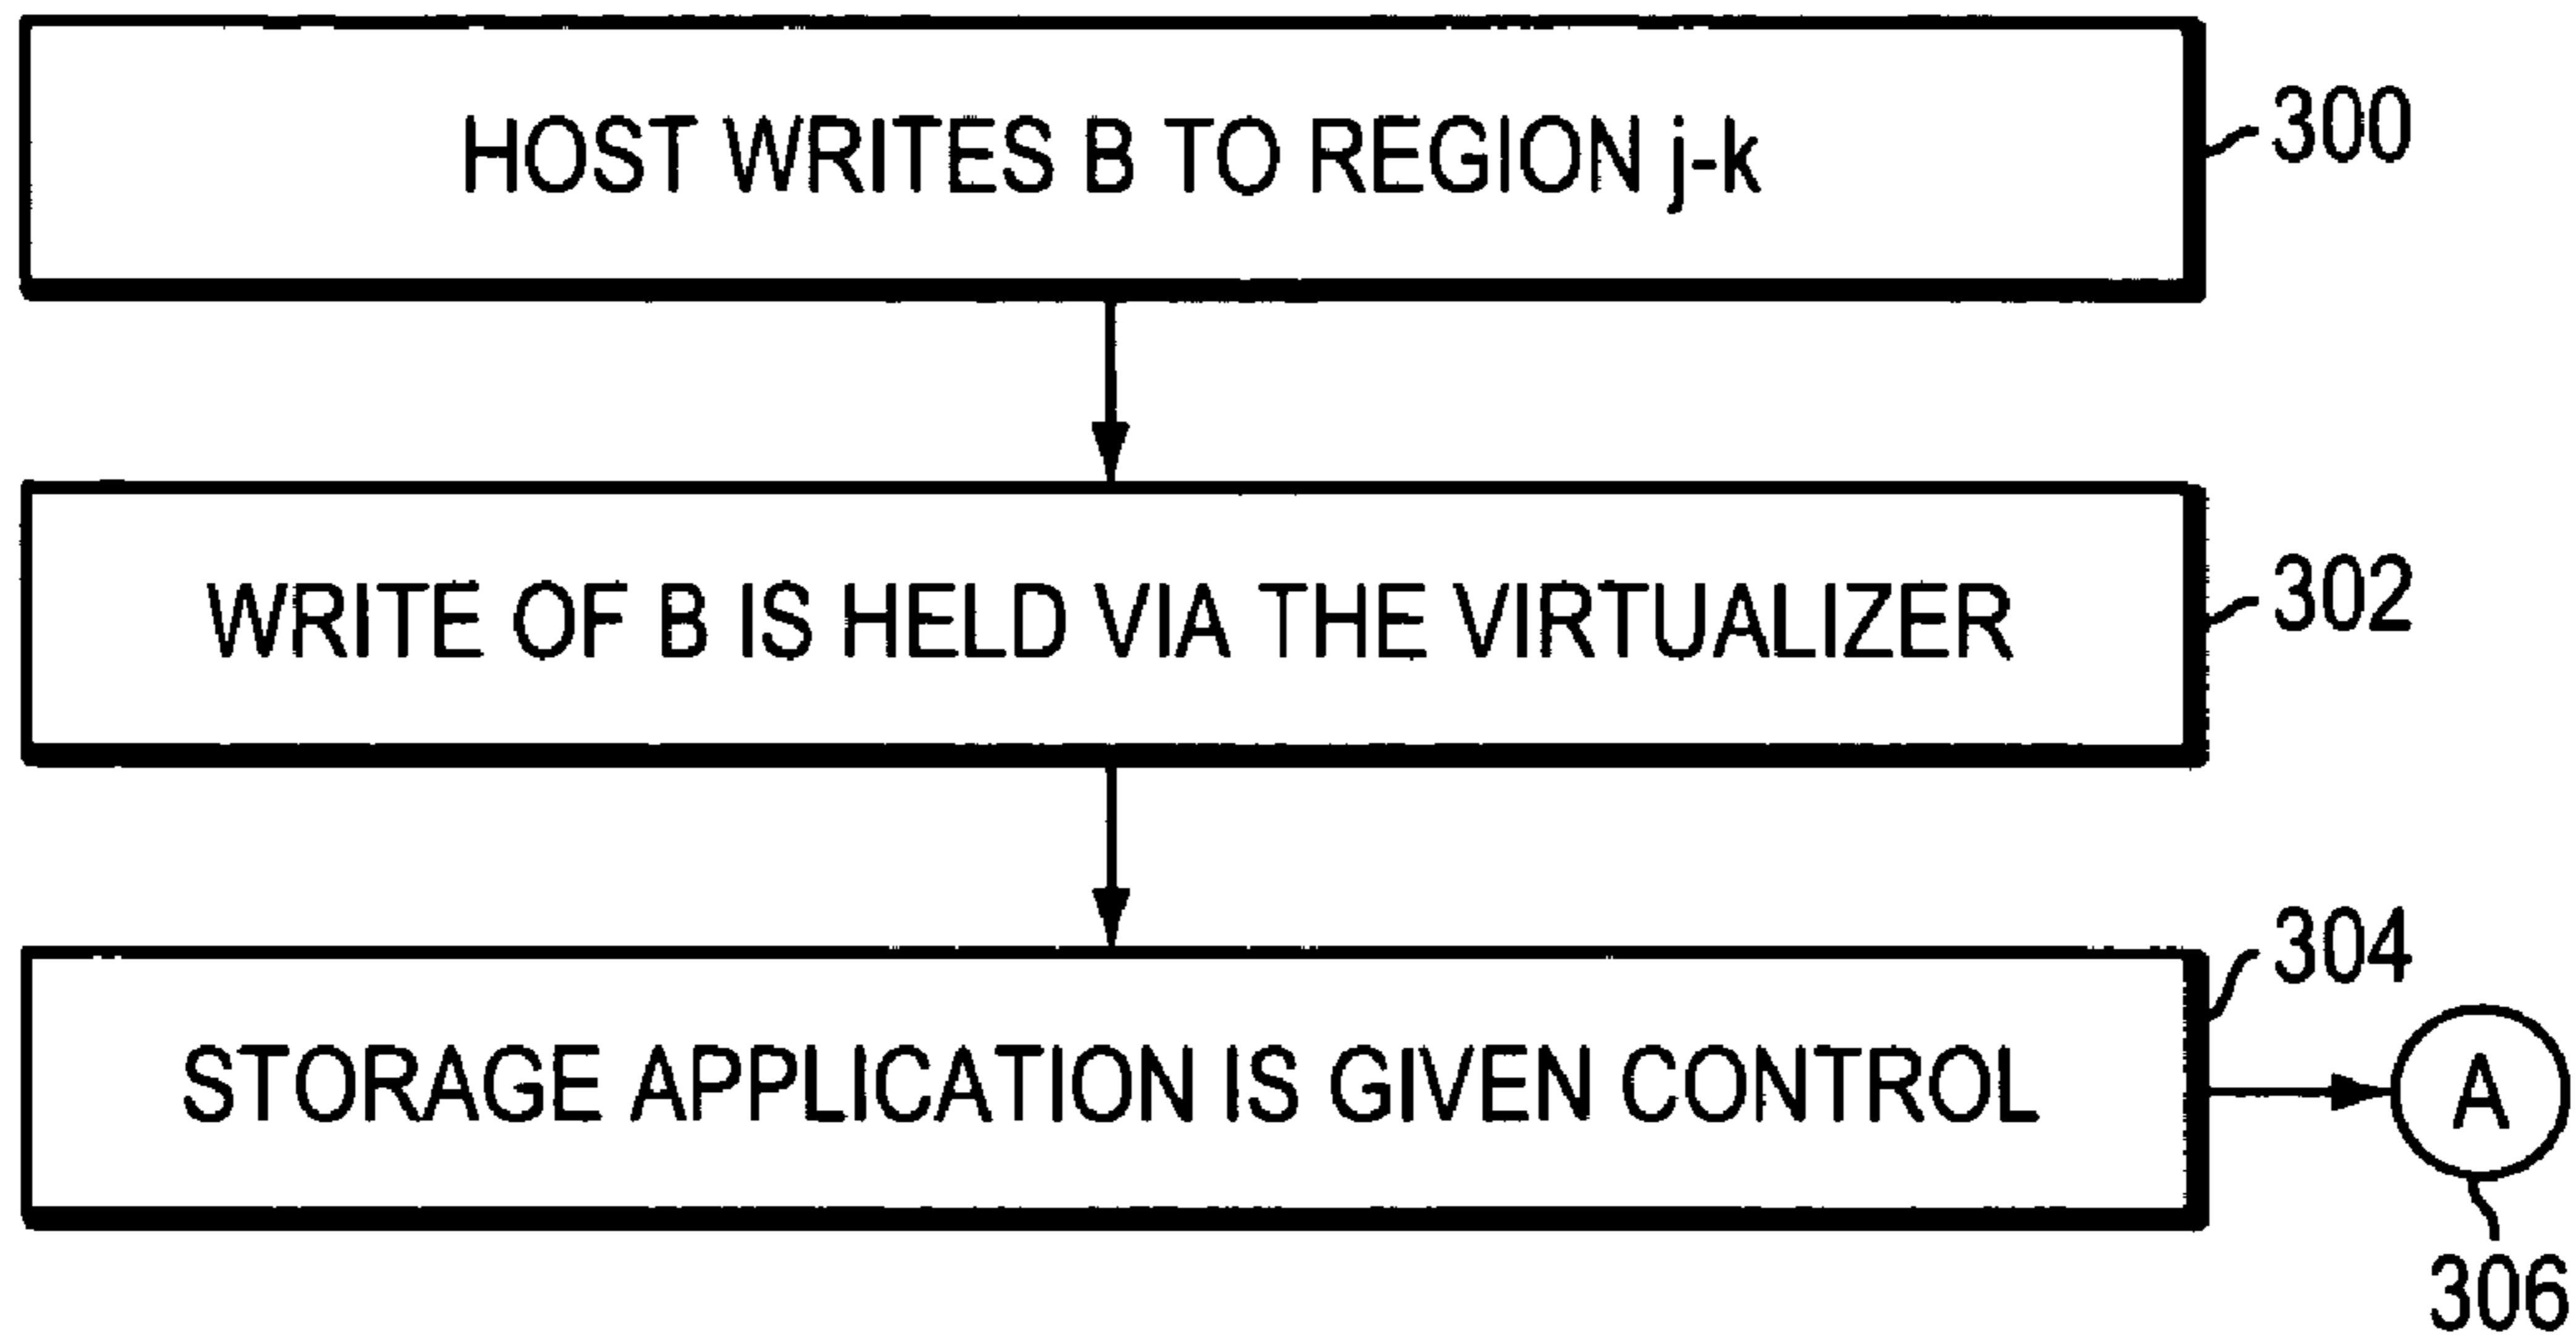 HOST WRITES B TO REGION j-k
300
WRITE OF B IS HELD VIA THE VIRTUALIZER
302
STORAGE APPLICATION IS GIVEN CONTROL
304
A
306